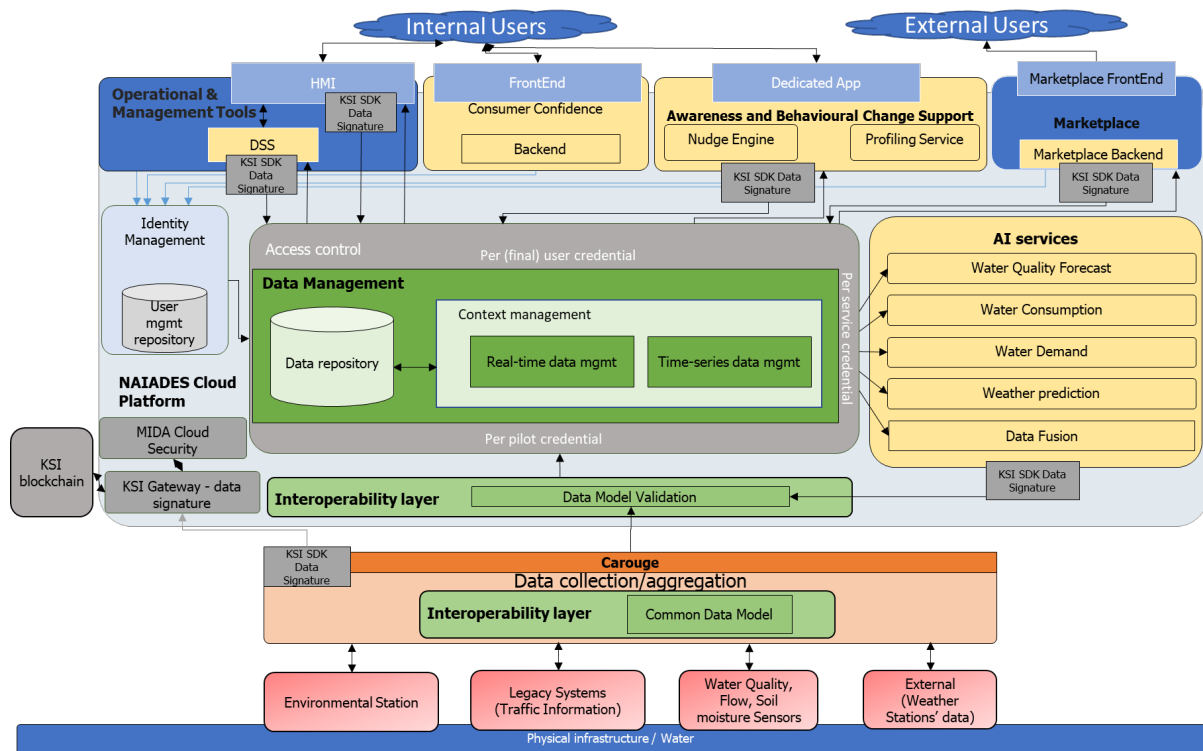 Internal Users
External Users
HMI
FrontEnd
Dedicated App
Marketplace FrontEnd
Operational &
Management Tools
KSI SDK
Data
Signature
DSS
KSI SDK
Data
Signature
Consumer Confidence
Backend
Awareness and Behavioural Change Support
Nudge Engine
Profiling Service
KSI SDK Data
Signature
Marketplace
Marketplace Backend
KSI SDK Data
Signature
Identity
Management
User
mgmt
repository
Access control
Per (final) user credential
Per service credential
Data Management
Data repository
Context management
Real-time data mgmt
Time-series data mgmt
Per pilot credential
AI services
Water Quality Forecast
Water Consumption
Water Demand
Weather prediction
Data Fusion
KSI SDK Data
Signature
NAIADES Cloud
Platform
MIDA Cloud
Security
KSI
blockchain
KSI Gateway - data
signature
Interoperability layer
Data Model Validation
KSI SDK
Data
Signature
Carouge
Data collection/aggregation
Interoperability layer
Common Data Model
Environmental Station
Legacy Systems
(Traffic Information)
Water Quality,
Flow, Soil
moisture Sensors
External
(Weather
Stations’ data)
Physical infrastructure / Water